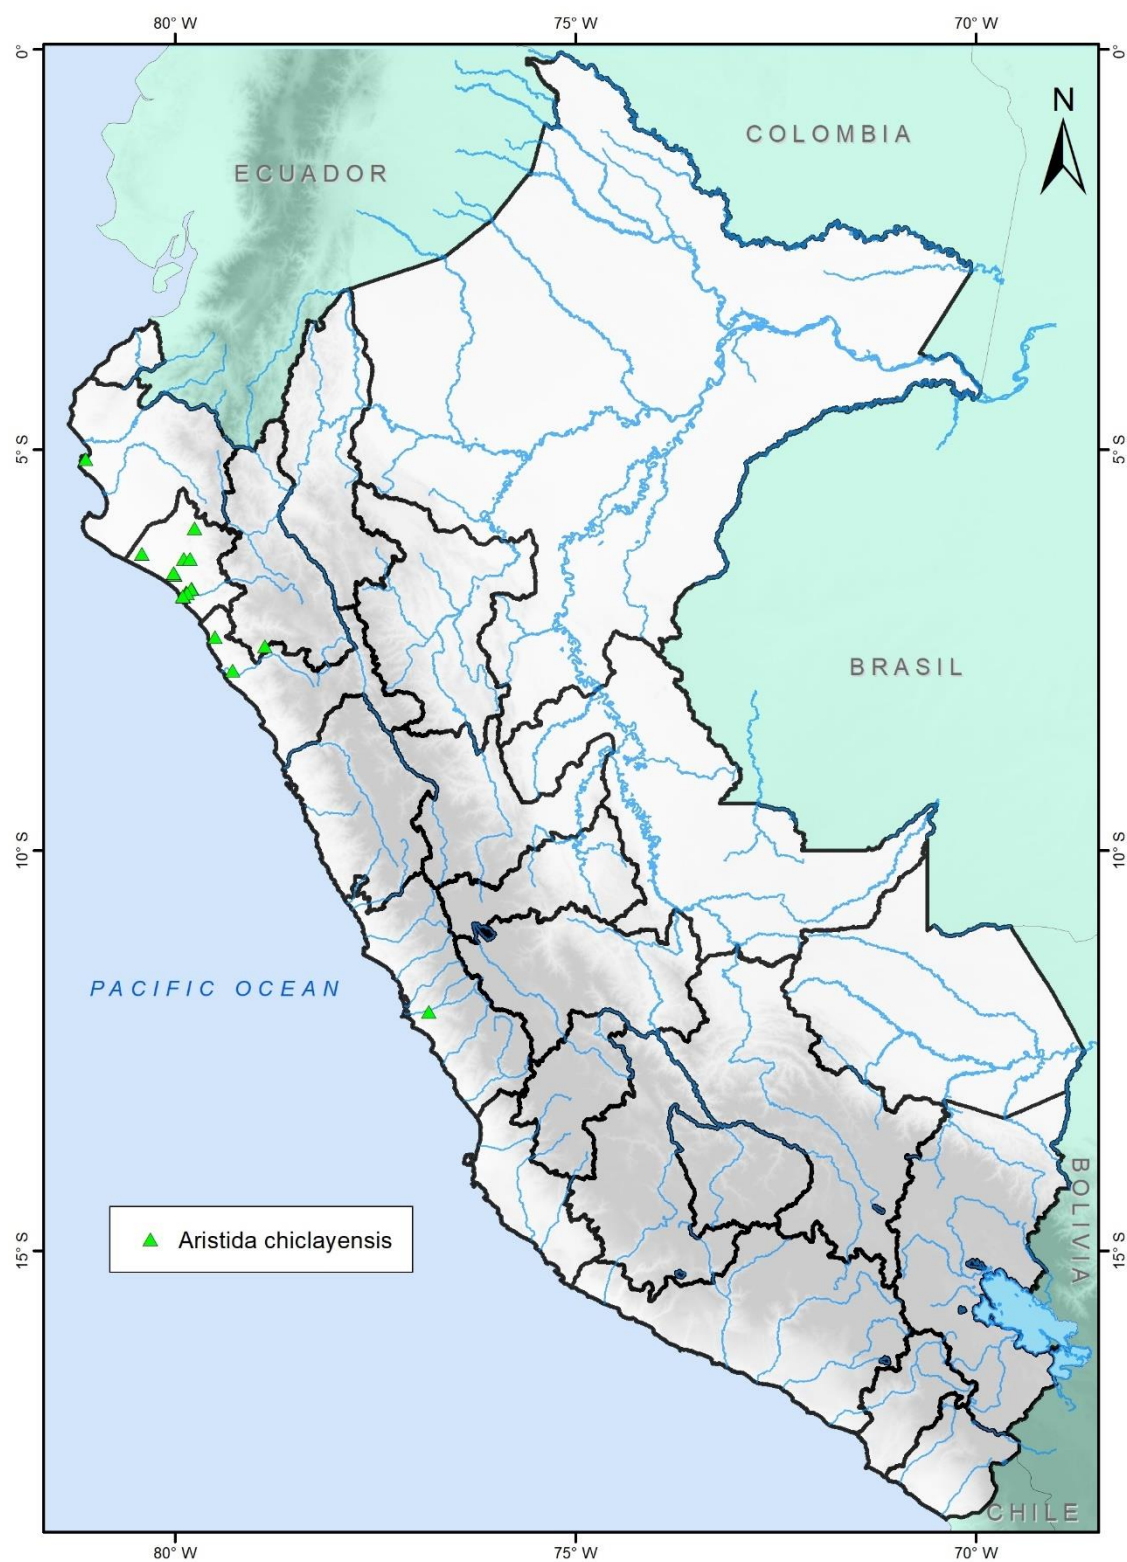 80° W 75° W 70° W
0° 0°
N
COLOMBIA
ECUADOR
5° S 5° S
BRASIL
10° S 10° S
PACIFIC OCEAN
BOLIVIA
Aristida chiclayensis
15° S 15° S
CHILE
80° W 75° W 70° W